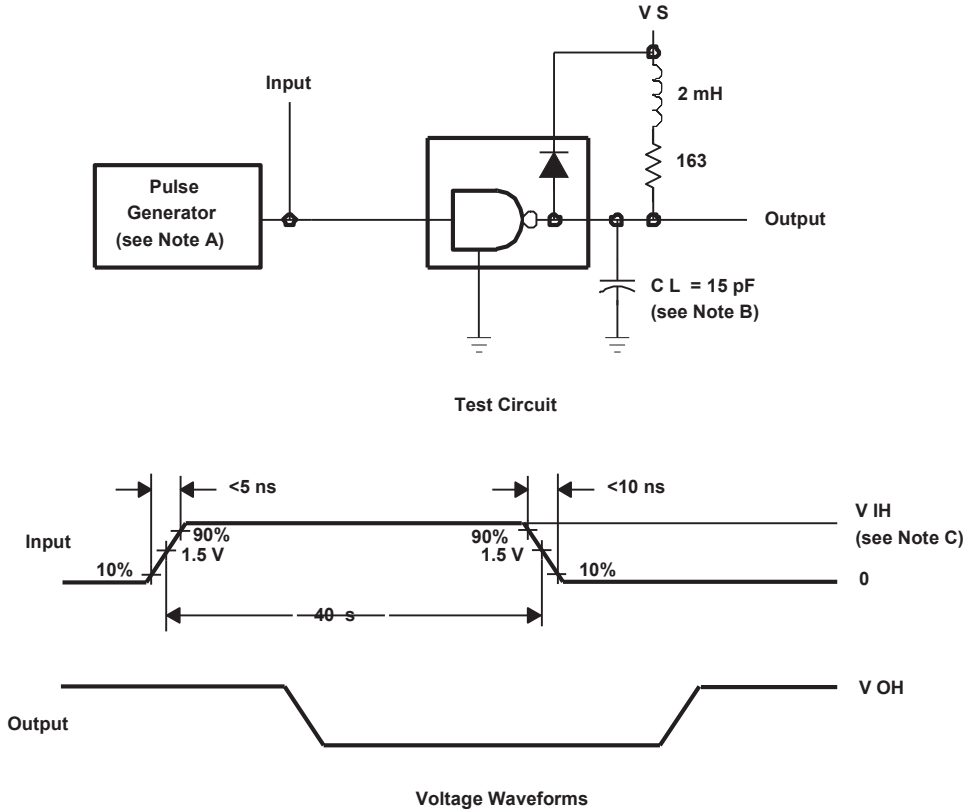 V S
Input
2 mH
163
Pulse
Generator
(see Note A)
Output
C L = 15 pF
(see Note B)
Test Circuit
<5 ns
<10 ns
V IH
(see Note C)
Input
90%
1.5 V
90%
1.5 V
10%
10%
0
40 s
V OH
Output
Voltage Waveforms